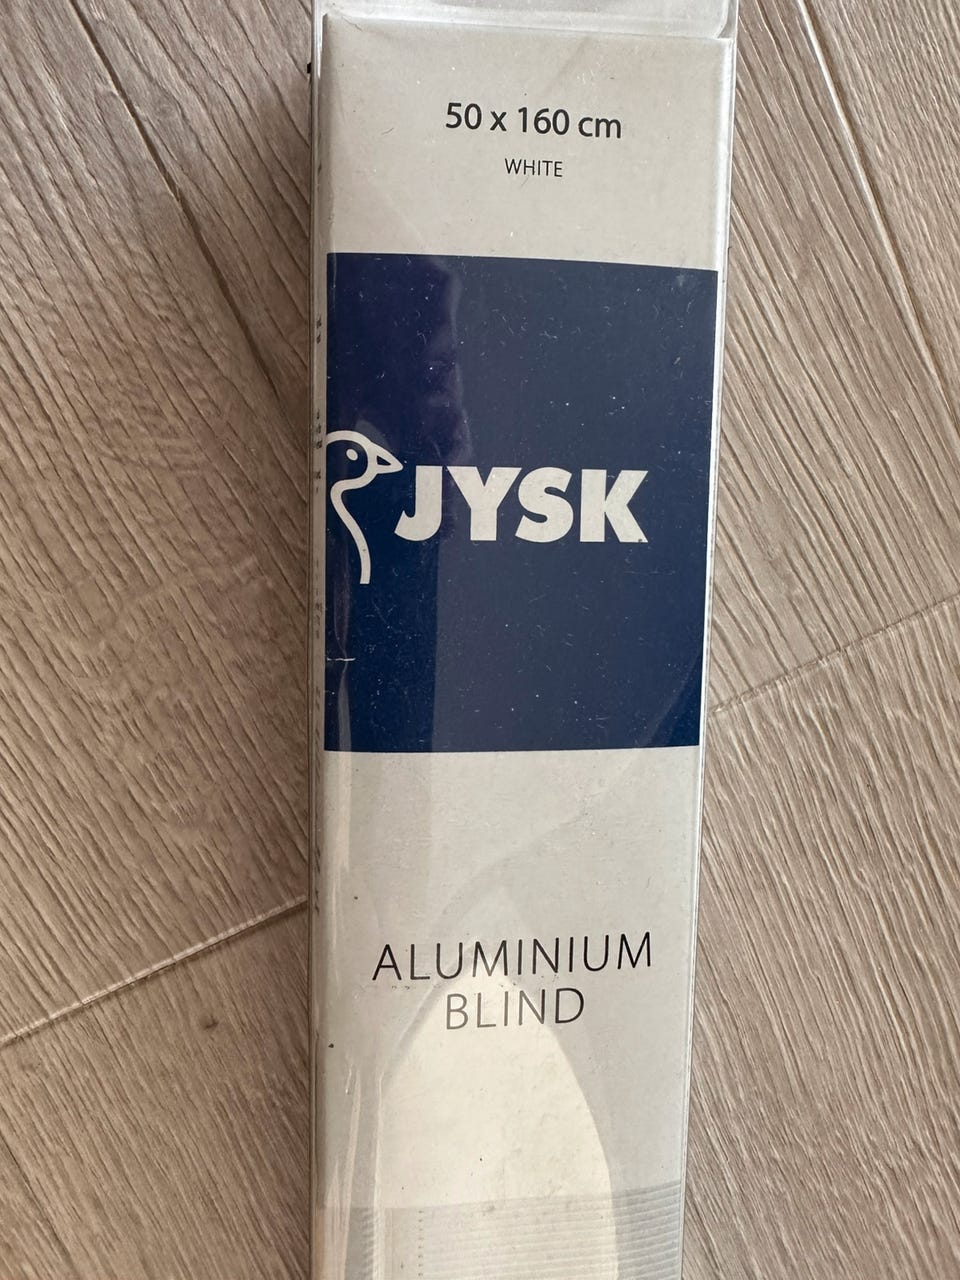 50 x 160 cm
WHITE
JYSK
ALUMINIUM
BLIND